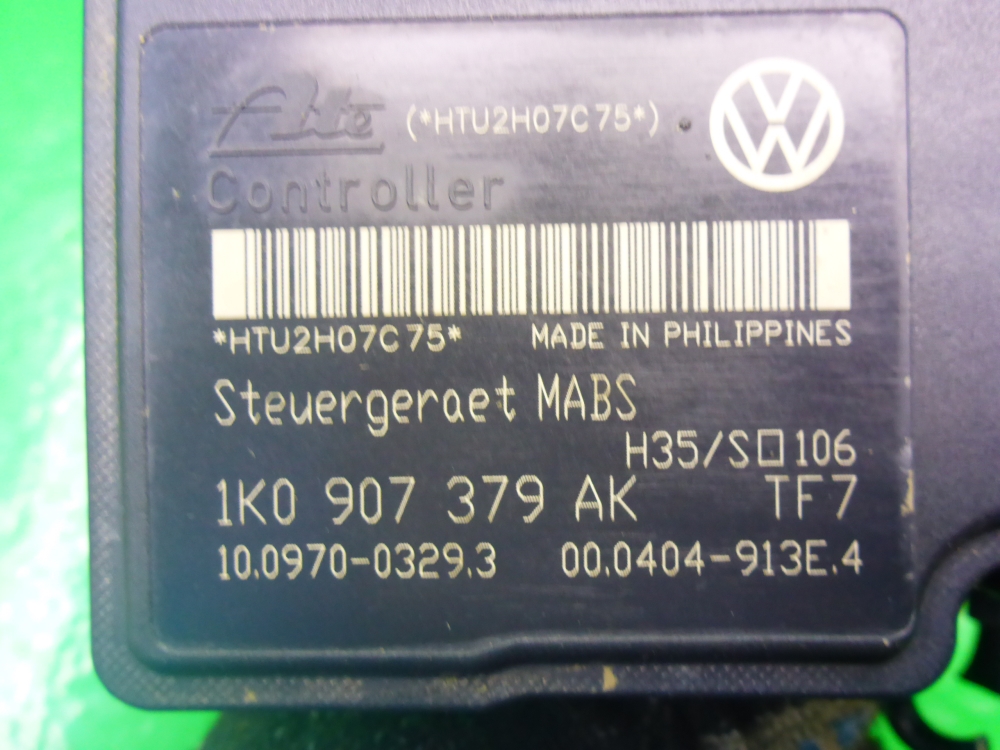 Ate (*HTU2H07C75*)
Controller
*HTU2H07C75* MADE IN PHILIPPINES
Steuergeraet MABS
H35/S□106
1K0 907 379 AK TF7
10.0970-0329.3 00.0404-913E.4